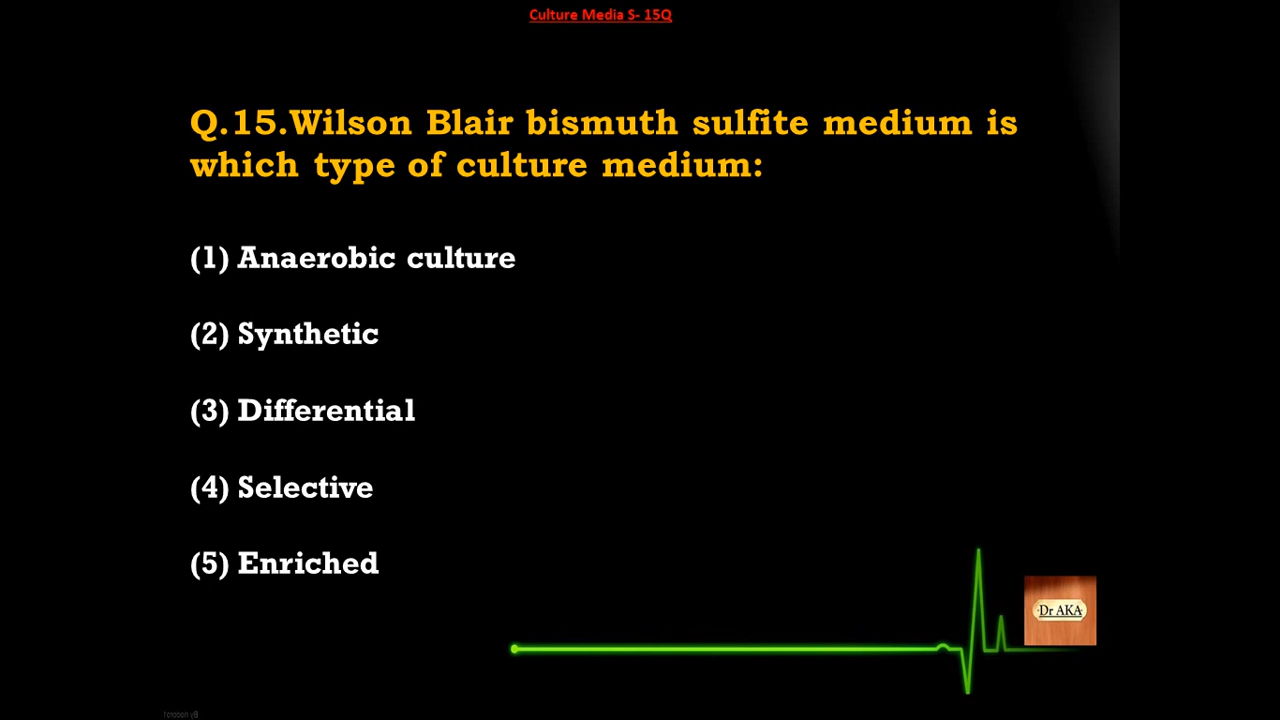 Culture Media S- 15Q
Q.15.Wilson Blair bismuth sulfite medium is
which type of culture medium:
(1) Anaerobic culture
(2) Synthetic
(3) Differential
(4) Selective
(5) Enriched
Dr AKA